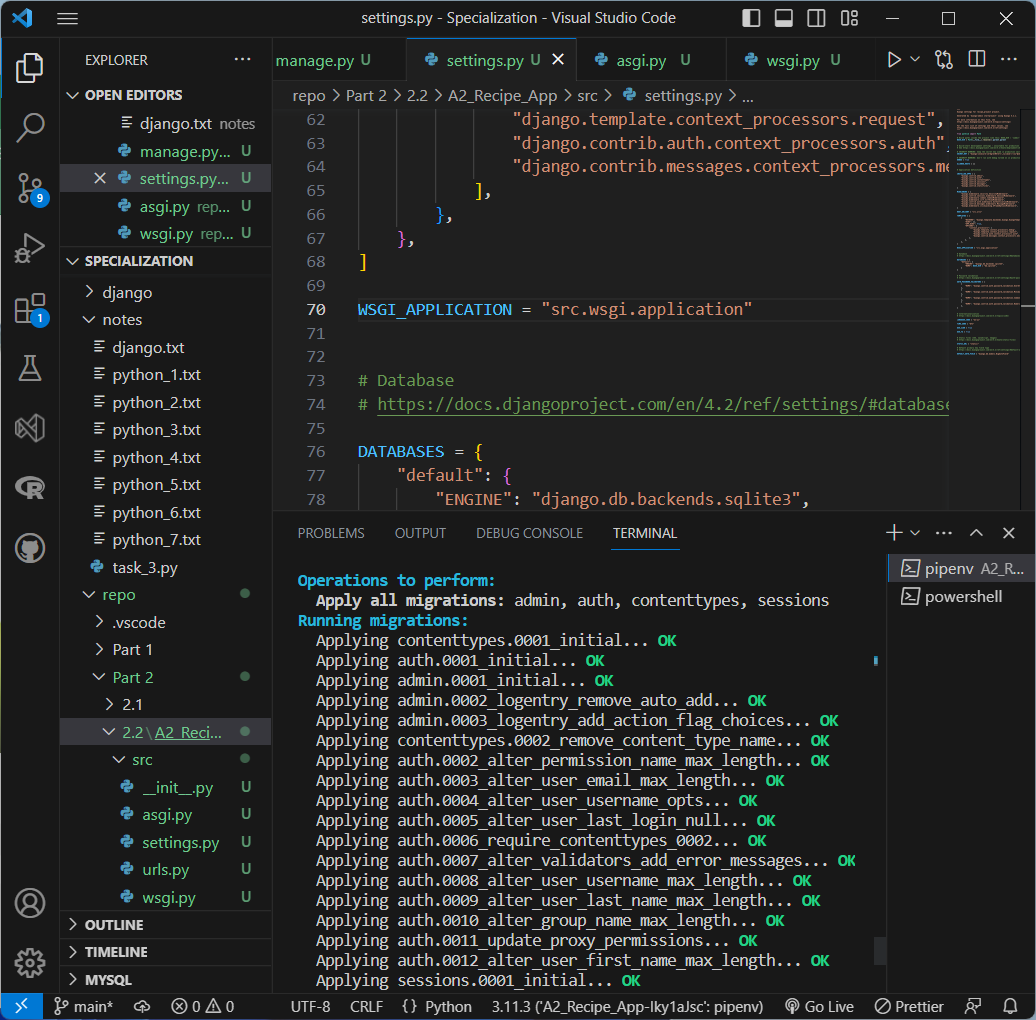 settings.py - Specialization - Visual Studio Code
EXPLORER
OPEN EDITORS
django.txt notes
manage.py... U
settings.py... U
asgi.py rep... U
wsgi.py rep... U
SPECIALIZATION
django
notes
django.txt
python_1.txt
python_2.txt
python_3.txt
python_4.txt
python_5.txt
python_6.txt
python_7.txt
task_3.py
repo
.vscode
Part 1
Part 2
2.1
2.2\A2_Reci...
src
__init__.py U
asgi.py U
settings.py U
urls.py U
wsgi.py U
OUTLINE
TIMELINE
MYSQL
9
1
manage.py U
settings.py U
asgi.py U
wsgi.py U
repo > Part 2 > 2.2 > A2_Recipe_App > src > settings.py > ...
62 "django.template.context_processors.request",
63 "django.contrib.auth.context_processors.auth",
64 "django.contrib.messages.context_processors.me
65 ],
66 },
67 },
68 ]
69
70 WSGI_APPLICATION = "src.wsgi.application"
71
72
73 # Database
74 # https://docs.djangoproject.com/en/4.2/ref/settings/#database
75
76 DATABASES = {
77 "default": {
78 "ENGINE": "django.db.backends.sqlite3",
PROBLEMS OUTPUT DEBUG CONSOLE TERMINAL
Operations to perform:
Apply all migrations: admin, auth, contenttypes, sessions
Running migrations:
Applying contenttypes.0001_initial... OK
Applying auth.0001_initial... OK
Applying admin.0001_initial... OK
Applying admin.0002_logentry_remove_auto_add... OK
Applying admin.0003_logentry_add_action_flag_choices... OK
Applying contenttypes.0002_remove_content_type_name... OK
Applying auth.0002_alter_permission_name_max_length... OK
Applying auth.0003_alter_user_email_max_length... OK
Applying auth.0004_alter_user_username_opts... OK
Applying auth.0005_alter_user_last_login_null... OK
Applying auth.0006_require_contenttypes_0002... OK
Applying auth.0007_alter_validators_add_error_messages... OK
Applying auth.0008_alter_user_username_max_length... OK
Applying auth.0009_alter_user_last_name_max_length... OK
Applying auth.0010_alter_group_name_max_length... OK
Applying auth.0011_update_proxy_permissions... OK
Applying auth.0012_alter_user_first_name_max_length... OK
Applying sessions.0001_initial... OK
pipenv A2_R...
powershell
main* 0 0 UTF-8 CRLF {} Python 3.11.3 ('A2_Recipe_App-lky1aJsc': pipenv) Go Live Prettier